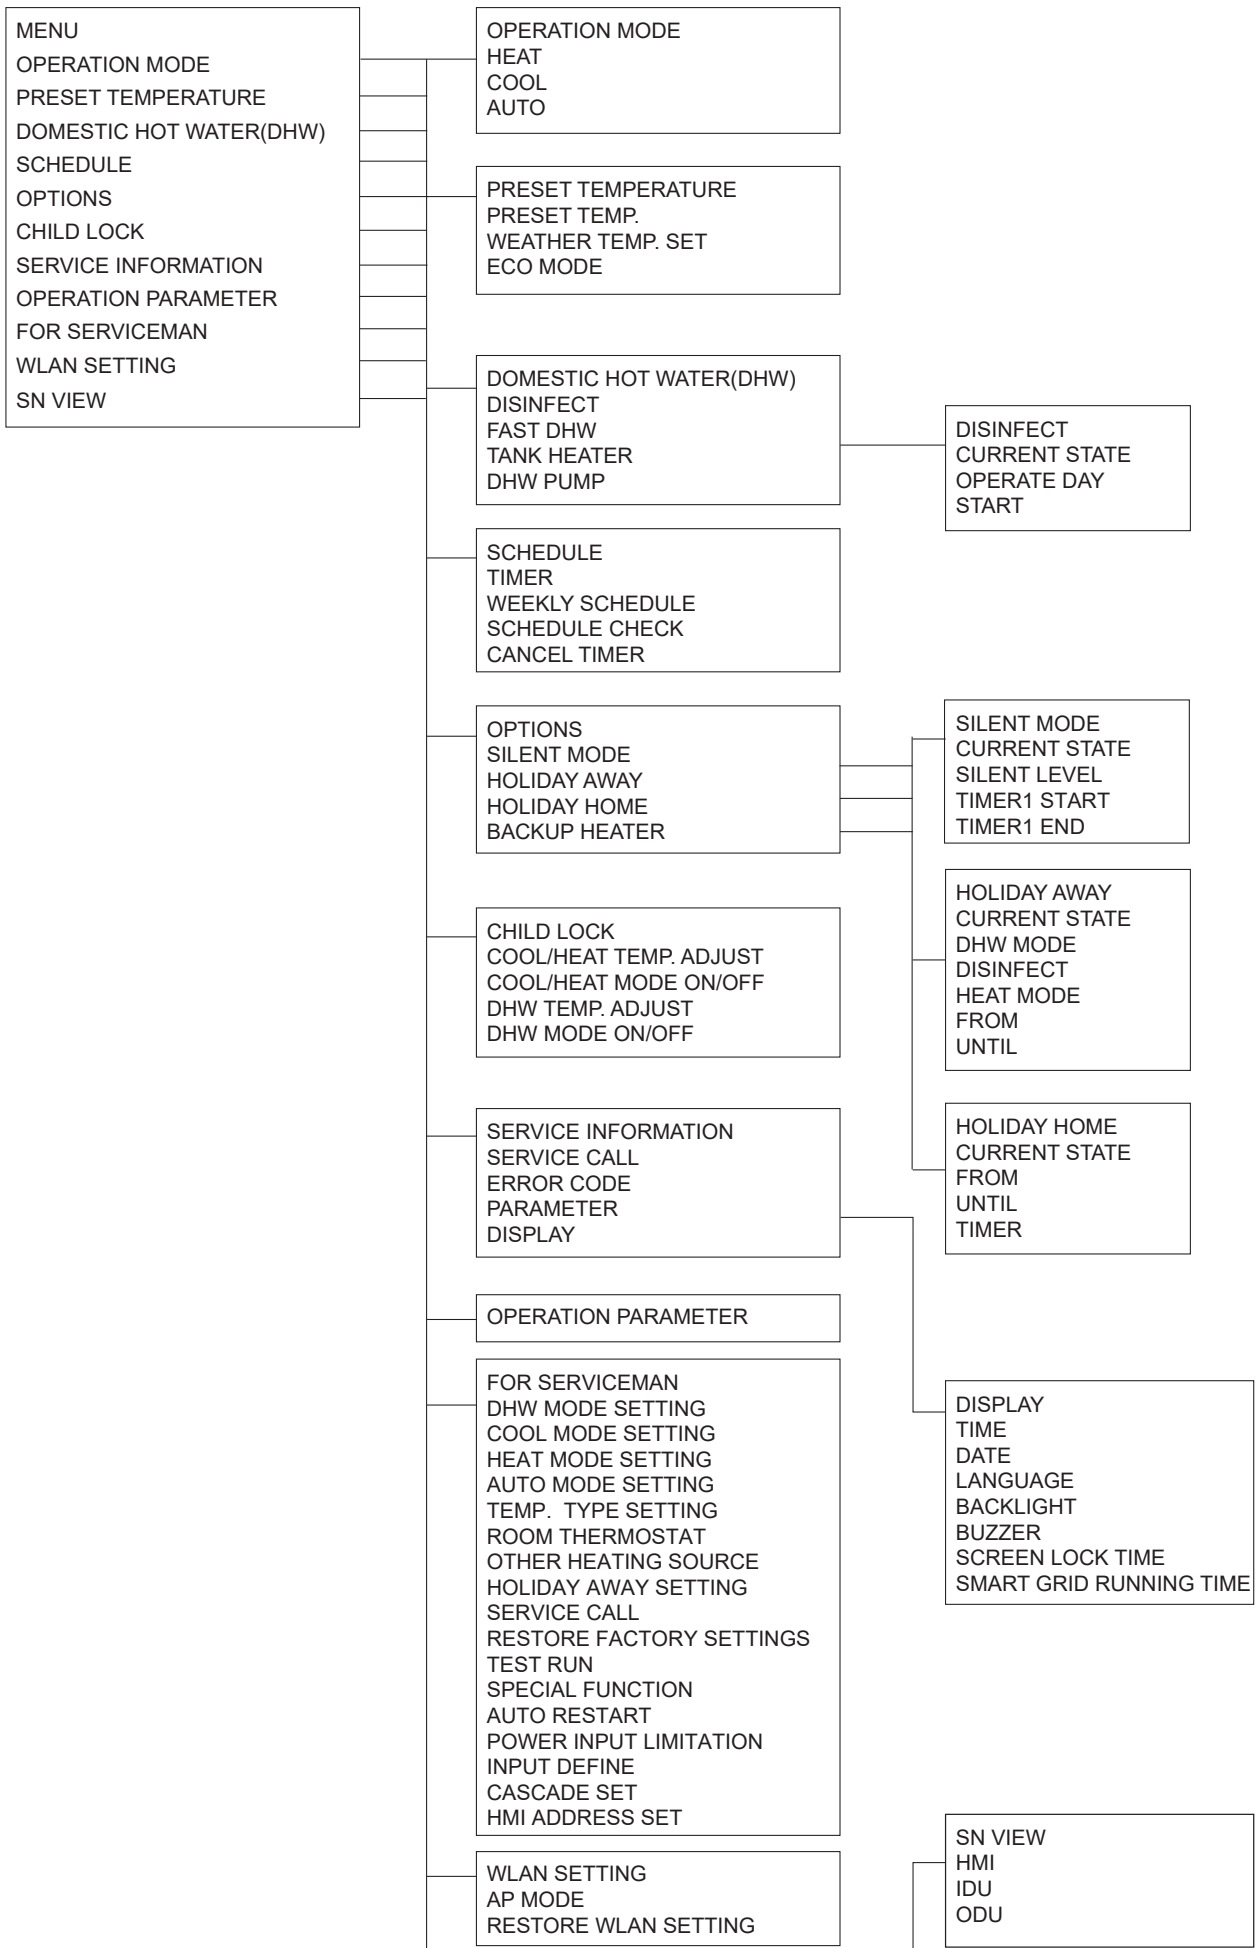 MENU
OPERATION MODE
PRESET TEMPERATURE
DOMESTIC HOT WATER(DHW)
SCHEDULE
OPTIONS
CHILD LOCK
SERVICE INFORMATION
OPERATION PARAMETER
FOR SERVICEMAN
WLAN SETTING
SN VIEW
OPERATION MODE
HEAT
COOL
AUTO
PRESET TEMPERATURE
PRESET TEMP.
WEATHER TEMP. SET
ECO MODE
DOMESTIC HOT WATER(DHW)
DISINFECT
FAST DHW
TANK HEATER
DHW PUMP
DISINFECT
CURRENT STATE
OPERATE DAY
START
SCHEDULE
TIMER
WEEKLY SCHEDULE
SCHEDULE CHECK
CANCEL TIMER
OPTIONS
SILENT MODE
HOLIDAY AWAY
HOLIDAY HOME
BACKUP HEATER
SILENT MODE
CURRENT STATE
SILENT LEVEL
TIMER1 START
TIMER1 END
HOLIDAY AWAY
CURRENT STATE
DHW MODE
DISINFECT
HEAT MODE
FROM
UNTIL
HOLIDAY HOME
CURRENT STATE
FROM
UNTIL
TIMER
CHILD LOCK
COOL/HEAT TEMP. ADJUST
COOL/HEAT MODE ON/OFF
DHW TEMP. ADJUST
DHW MODE ON/OFF
SERVICE INFORMATION
SERVICE CALL
ERROR CODE
PARAMETER
DISPLAY
DISPLAY
TIME
DATE
LANGUAGE
BACKLIGHT
BUZZER
SCREEN LOCK TIME
SMART GRID RUNNING TIME
OPERATION PARAMETER
FOR SERVICEMAN
DHW MODE SETTING
COOL MODE SETTING
HEAT MODE SETTING
AUTO MODE SETTING
TEMP. TYPE SETTING
ROOM THERMOSTAT
OTHER HEATING SOURCE
HOLIDAY AWAY SETTING
SERVICE CALL
RESTORE FACTORY SETTINGS
TEST RUN
SPECIAL FUNCTION
AUTO RESTART
POWER INPUT LIMITATION
INPUT DEFINE
CASCADE SET
HMI ADDRESS SET
WLAN SETTING
AP MODE
RESTORE WLAN SETTING
SN VIEW
HMI
IDU
ODU